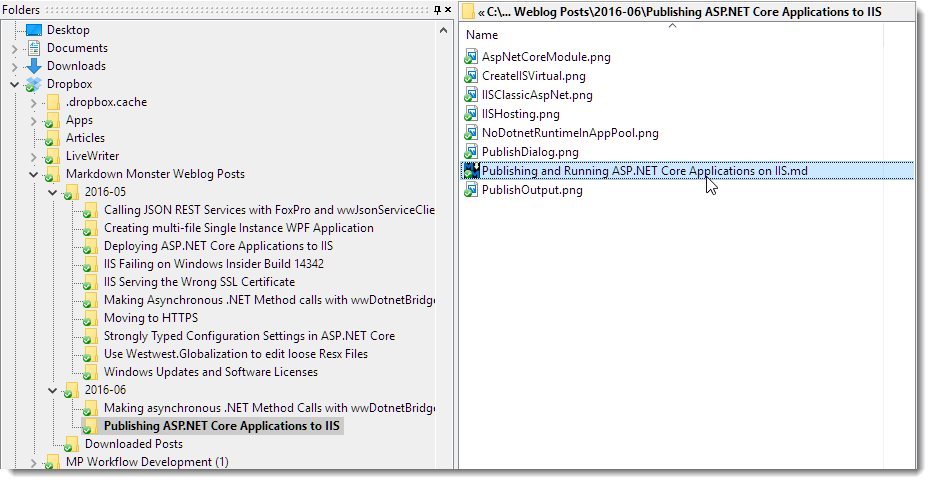 Folders
Desktop
Documents
Downloads
Dropbox
.dropbox.cache
Apps
Articles
LiveWriter
Markdown Monster Weblog Posts
2016-05
Calling JSON REST Services with FoxPro and wwJsonServiceClie
Creating multi-file Single Instance WPF Application
Deploying ASP.NET Core Applications to IIS
IIS Failing on Windows Insider Build 14342
IIS Serving the Wrong SSL Certificate
Making Asynchronous .NET Method calls with wwDotnetBridge
Moving to HTTPS
Strongly Typed Configuration Settings in ASP.NET Core
Use Westwest.Globalization to edit loose Resx Files
Windows Updates and Software Licenses
2016-06
Making asynchronous .NET Method Calls with wwDotnetBridge
Publishing ASP.NET Core Applications to IIS
Downloaded Posts
MP Workflow Development (1)
« C:\... Weblog Posts\2016-06\Publishing ASP.NET Core Applications to IIS
Name
AspNetCoreModule.png
CreateIISVirtual.png
IISClassicAspNet.png
IISHosting.png
NoDotnetRuntimeInAppPool.png
PublishDialog.png
Publishing and Running ASP.NET Core Applications on IIS.md
PublishOutput.png